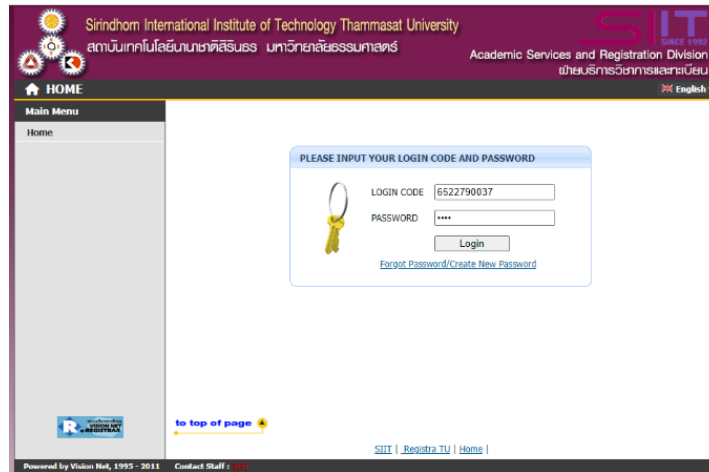 Sirindhorn International Institute of Technology Thammasat University
สถาบันเทคโนโลยีนานาชาติสิรินธร มหาวิทยาลัยธรรมศาสตร์
SIIT
SINCE 1992
Academic Services and Registration Division
ฝ่ายบริการวิชาการและทะเบียน
HOME
English
Main Menu
Home
PLEASE INPUT YOUR LOGIN CODE AND PASSWORD
LOGIN CODE 6522790037
PASSWORD ••••
Login
Forgot Password/Create New Password
R
VISION NET
e-REGISTRAR
to top of page
SIIT | Registra TU | Home |
Powered by Vision Net, 1995 - 2011 Contact Staff :